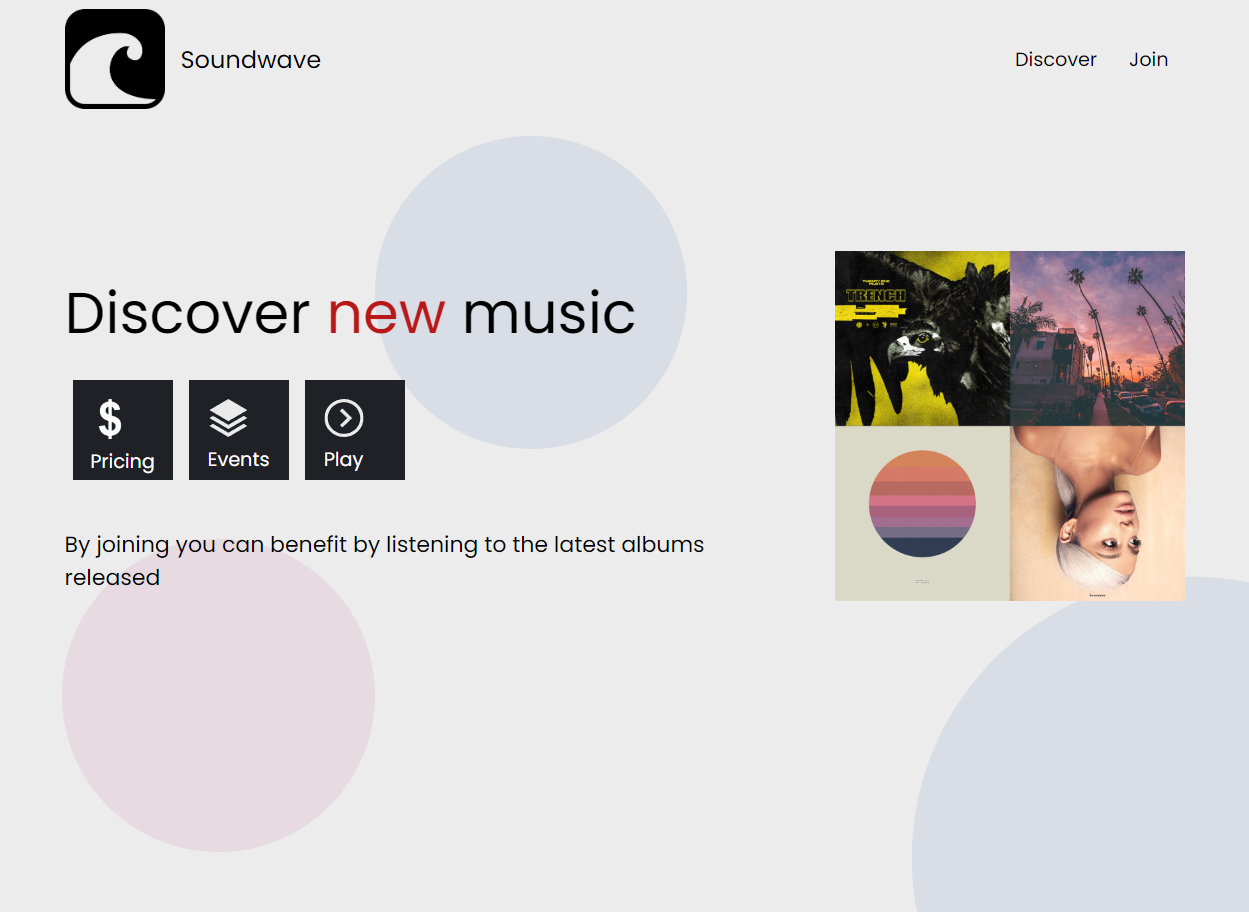 Soundwave
Discover
Join
Discover new music
Pricing
Events
Play
By joining you can benefit by listening to the latest albums
released
TRENCH